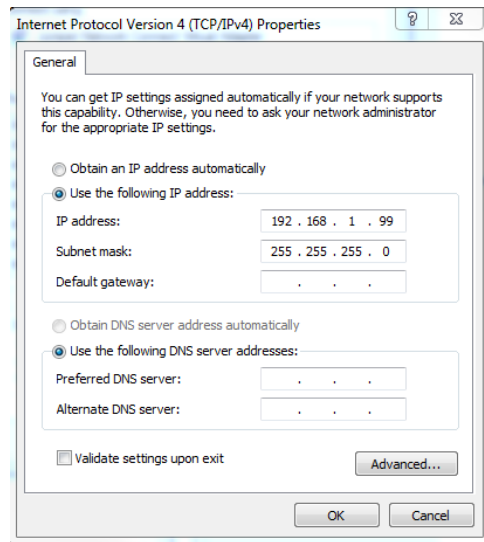 Internet Protocol Version 4 (TCP/IPv4) Properties
General
You can get IP settings assigned automatically if your network supports
this capability. Otherwise, you need to ask your network administrator
for the appropriate IP settings.
Obtain an IP address automatically
Use the following IP address:
IP address: 192 . 168 . 1 . 99
Subnet mask: 255 . 255 . 255 . 0
Default gateway: . . .
Obtain DNS server address automatically
Use the following DNS server addresses:
Preferred DNS server: . . .
Alternate DNS server: . . .
Validate settings upon exit
Advanced...
OK Cancel